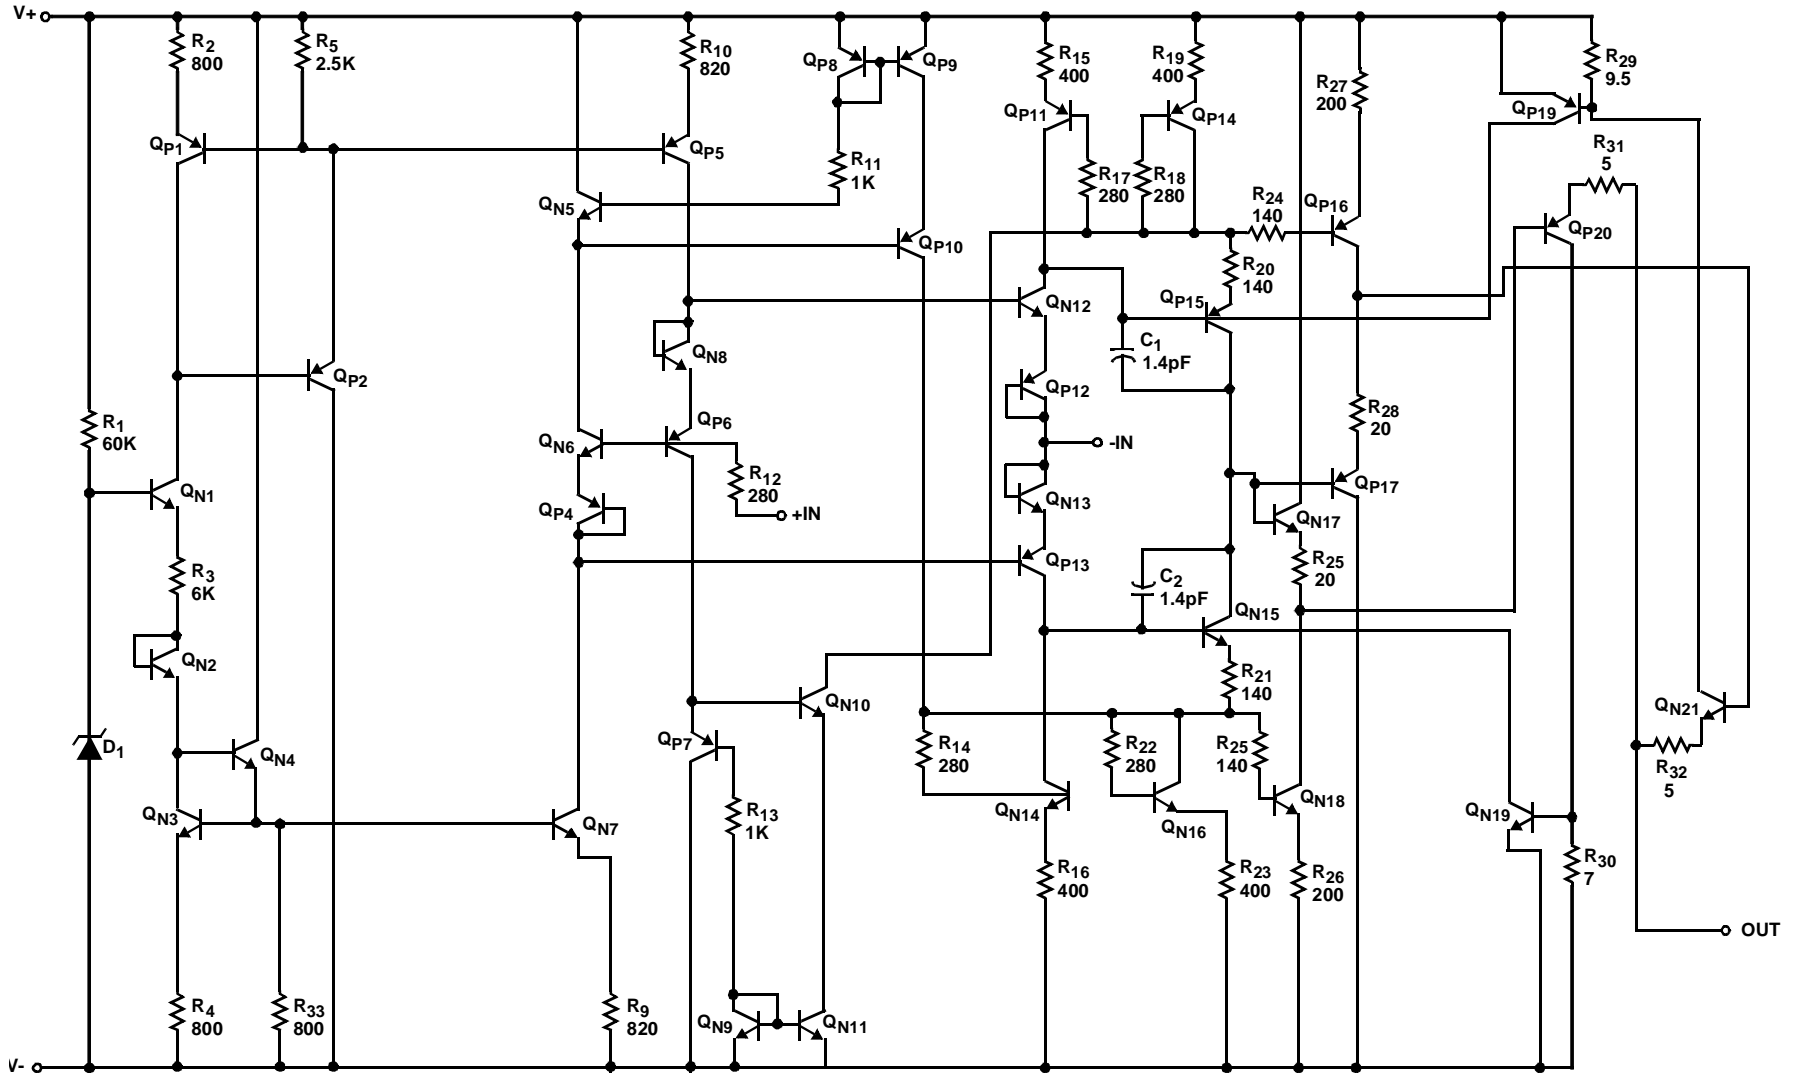 V+
R2
800
R5
2.5K
R10
820
QP8
QP9
R15
400
R19
400
R27
200
R29
9.5
QP1
QP5
QP11
QP14
QP19
R11
1K
R17
280
R18
280
R31
5
QN5
R24
140
QP16
QP10
QP20
R20
140
QN12
QP15
C1
1.4pF
QN8
QP2
QP12
R1
60K
QP6
R28
20
QN6
-IN
R12
280
QN1
QP4
+IN
QN13
QP17
QN17
R3
6K
QP13
C2
1.4pF
R25
20
QN15
QN2
R21
140
QN10
QN21
D1
QN4
QP7
R14
280
R22
280
R25
140
R32
5
QN3
QN7
R13
1K
QN14
QN16
QN18
QN19
R16
400
R23
400
R26
200
R30
7
OUT
R4
800
R33
800
R9
820
QN9
QN11
V-